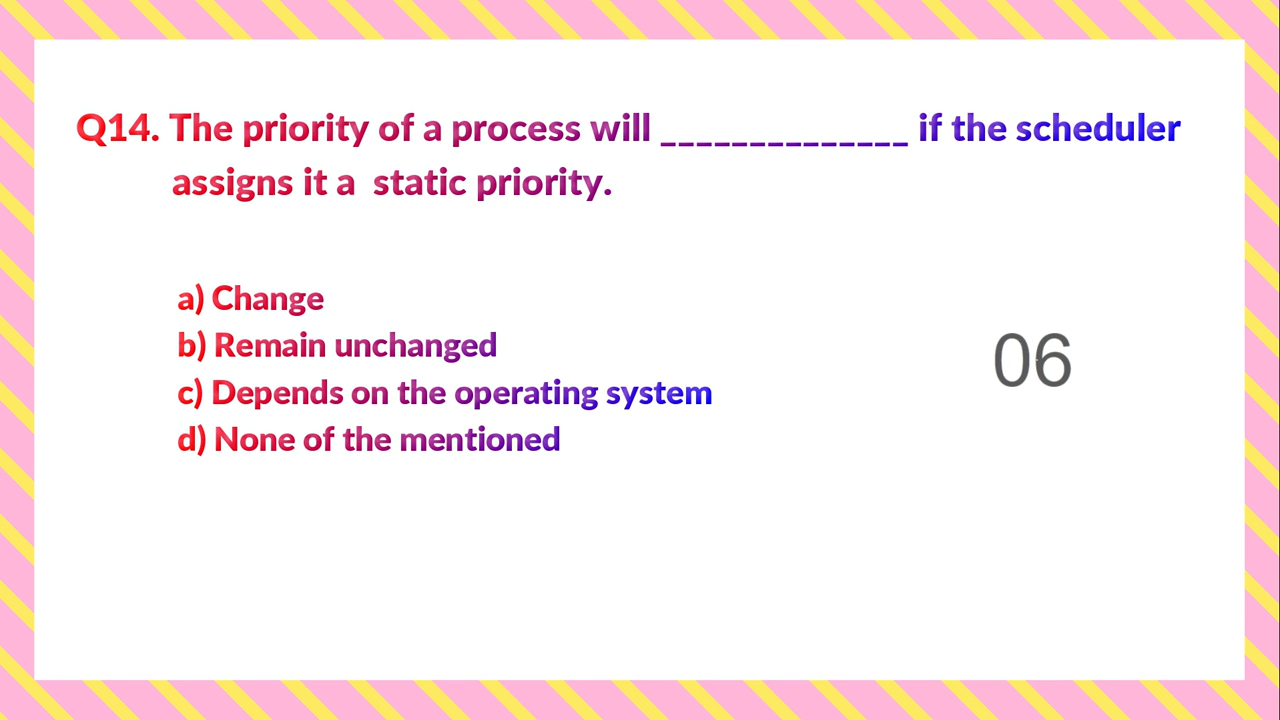 Q14. The priority of a process will ______________ if the scheduler
assigns it a  static priority.
a) Change
b) Remain unchanged
c) Depends on the operating system
d) None of the mentioned
06